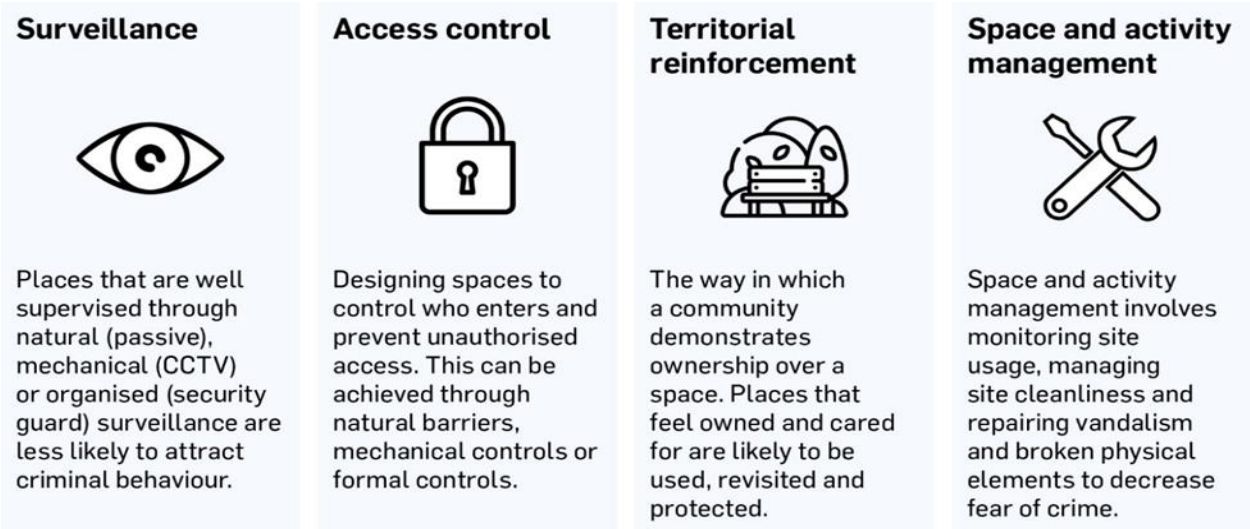 Surveillance
Places that are well
supervised through
natural (passive),
mechanical (CCTV)
or organised (security
guard) surveillance are
less likely to attract
criminal behaviour.
Access control
Designing spaces to
control who enters and
prevent unauthorised
access. This can be
achieved through
natural barriers,
mechanical controls or
formal controls.
Territorial
reinforcement
The way in which
a community
demonstrates
ownership over a
space. Places that
feel owned and cared
for are likely to be
used, revisited and
protected.
Space and activity
management
Space and activity
management involves
monitoring site
usage, managing
site cleanliness and
repairing vandalism
and broken physical
elements to decrease
fear of crime.